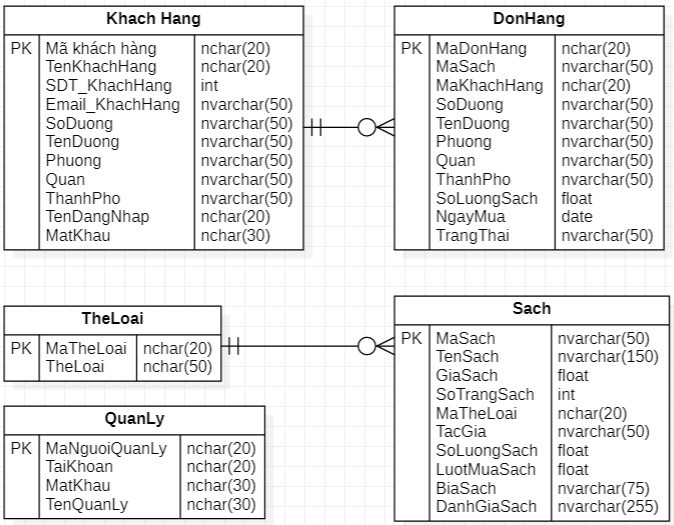 Khach Hang
PK Mã khách hàng nchar(20)
TenKhachHang nchar(20)
SDT_KhachHang int
Email_KhachHang nvarchar(50)
SoDuong nvarchar(50)
TenDuong nvarchar(50)
Phuong nvarchar(50)
Quan nvarchar(50)
ThanhPho nvarchar(50)
TenDangNhap nchar(20)
MatKhau nchar(30)
DonHang
PK MaDonHang nchar(20)
MaSach nvarchar(50)
MaKhachHang nchar(20)
SoDuong nvarchar(50)
TenDuong nvarchar(50)
Phuong nvarchar(50)
Quan nvarchar(50)
ThanhPho nvarchar(50)
SoLuongSach float
NgayMua date
TrangThai nvarchar(50)
TheLoai
PK MaTheLoai nchar(20)
TheLoai nchar(50)
Sach
PK MaSach nvarchar(50)
TenSach nvarchar(150)
GiaSach float
SoTrangSach int
MaTheLoai nchar(20)
TacGia nvarchar(50)
SoLuongSach float
LuotMuaSach float
BiaSach nvarchar(75)
DanhGiaSach nvarchar(255)
QuanLy
PK MaNguoiQuanLy nchar(20)
TaiKhoan nchar(20)
MatKhau nchar(30)
TenQuanLy nchar(30)